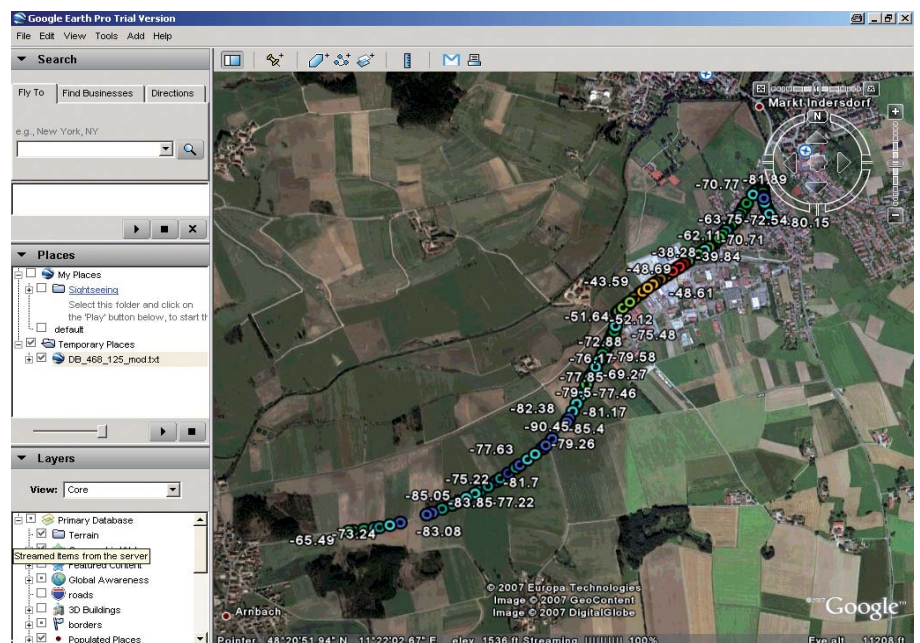 Google Earth Pro Trial Version
File Edit View Tools Add Help
Search
Fly To Find Businesses Directions
e.g., New York, NY
Places
My Places
Sightseeing
Select this folder and click on
the 'Play' button below, to start th
default
Temporary Places
DB_468_125_mod.txt
Layers
View: Core
Primary Database
Terrain
Streamed items from the server
Featured Content
Global Awareness
roads
3D Buildings
borders
Populated Places
Markt Indersdorf
N
-81.89
-70.77
-63.75 -72.54 -80.15
-62.11 -70.71
-38.28 -39.84
-48.69
-43.59
-48.61
-51.64 -52.12
-75.48
-72.88
-76.17 -79.58
-77.85 -69.27
-79.5 -77.46
-82.38
-81.17
-90.45 -85.4
-77.63 -79.26
-75.22
-81.7
-85.05
-83.85 -77.22
-65.49 -73.24
-83.08
Arnbach
© 2007 Europa Technologies
Image © 2007 GeoContent
Image © 2007 DigitalGlobe
Google
Pointer 48°20'51.94" N 11°22'02.67" E elev 1536 ft Streaming 100% Eye alt 11208 ft